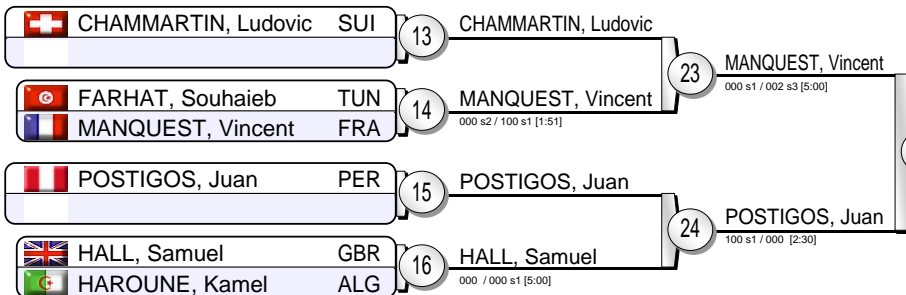 CHAMMARTIN, Ludovic SUI
13
CHAMMARTIN, Ludovic
23
MANQUEST, Vincent
000 s1 / 002 s3 [5:00]
FARHAT, Souhaieb TUN
MANQUEST, Vincent FRA
14
MANQUEST, Vincent
000 s2 / 100 s1 [1:51]
POSTIGOS, Juan PER
15
POSTIGOS, Juan
24
POSTIGOS, Juan
100 s1 / 000 [2:30]
HALL, Samuel GBR
HAROUNE, Kamel ALG
16
HALL, Samuel
000 / 000 s1 [5:00]